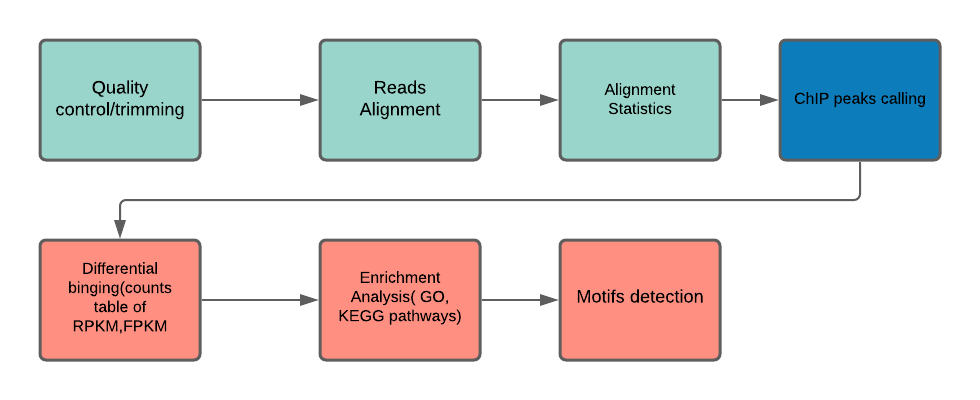 Quality
control/trimming
Reads
Alignment
Alignment
Statistics
ChIP peaks calling
Differential
binging(counts
table of
RPKM,FPKM
Enrichment
Analysis( GO,
KEGG pathways)
Motifs detection